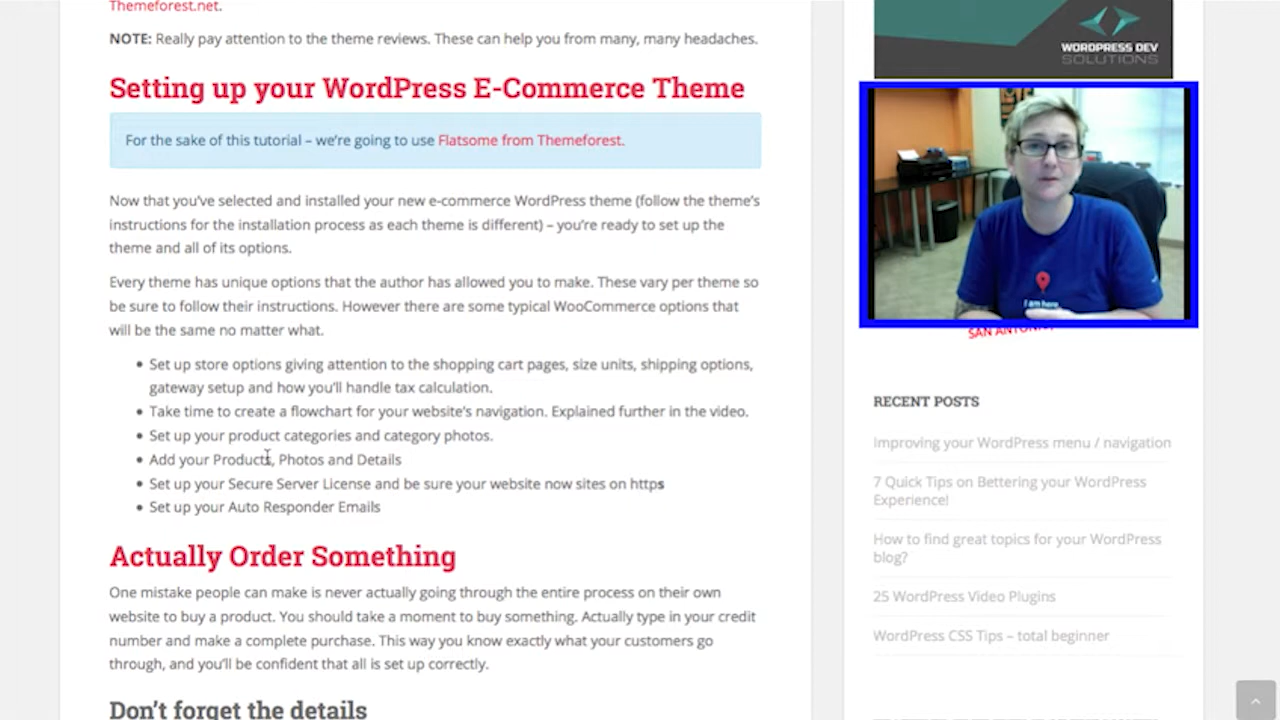 Themeforest.net.
NOTE: Really pay attention to the theme reviews. These can help you from many, many headaches.
Setting up your WordPress E-Commerce Theme
For the sake of this tutorial – we're going to use Flatsome from Themeforest.
Now that you've selected and installed your new e-commerce WordPress theme (follow the theme's
instructions for the installation process as each theme is different) – you're ready to set up the
theme and all of its options.
Every theme has unique options that the author has allowed you to make. These vary per theme so
be sure to follow their instructions. However there are some typical WooCommerce options that
will be the same no matter what.
Set up store options giving attention to the shopping cart pages, size units, shipping options,
gateway setup and how you'll handle tax calculation.
Take time to create a flowchart for your website's navigation. Explained further in the video.
Set up your product categories and category photos.
Add your Products, Photos and Details
Set up your Secure Server License and be sure your website now sites on https
Set up your Auto Responder Emails
Actually Order Something
One mistake people can make is never actually going through the entire process on their own
website to buy a product. You should take a moment to buy something. Actually type in your credit
number and make a complete purchase. This way you know exactly what your customers go
through, and you'll be confident that all is set up correctly.
Don't forget the details
WORDPRESS DEV
SOLUTIONS
I am here
SAN ANTONIO
RECENT POSTS
Improving your WordPress menu / navigation
7 Quick Tips on Bettering your WordPress
Experience!
How to find great topics for your WordPress
blog?
25 WordPress Video Plugins
WordPress CSS Tips – total beginner